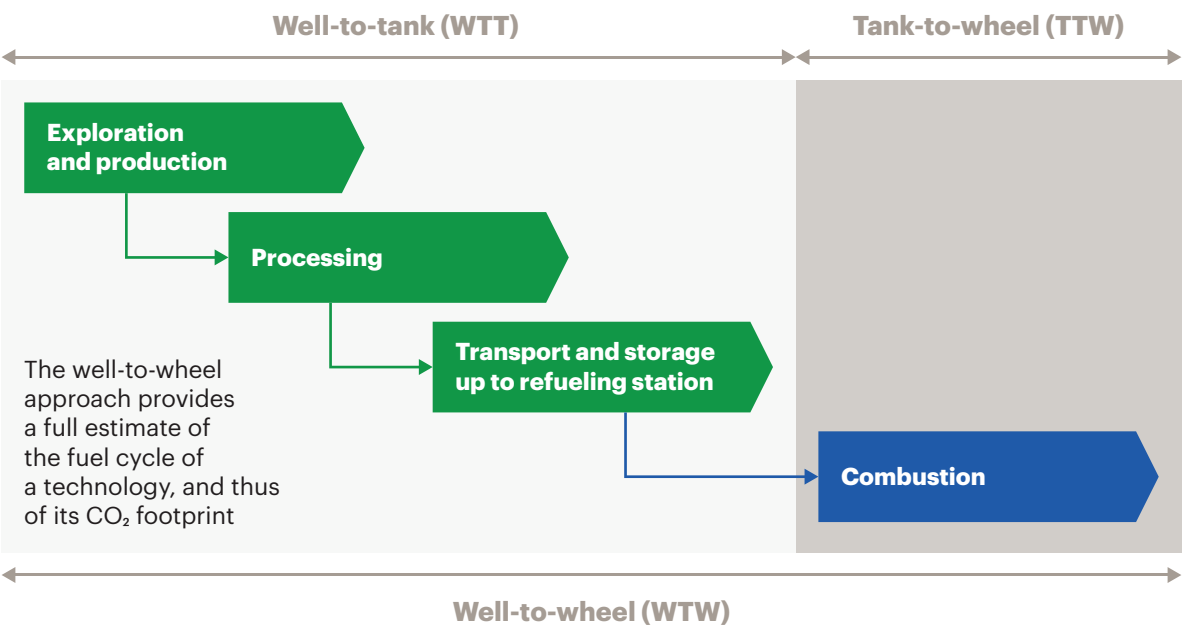 Well-to-tank (WTT)
Tank-to-wheel (TTW)
Exploration
and production
Processing
Transport and storage
up to refueling station
The well-to-wheel
approach provides
a full estimate of
the fuel cycle of
a technology, and thus
of its CO₂ footprint
Combustion
Well-to-wheel (WTW)